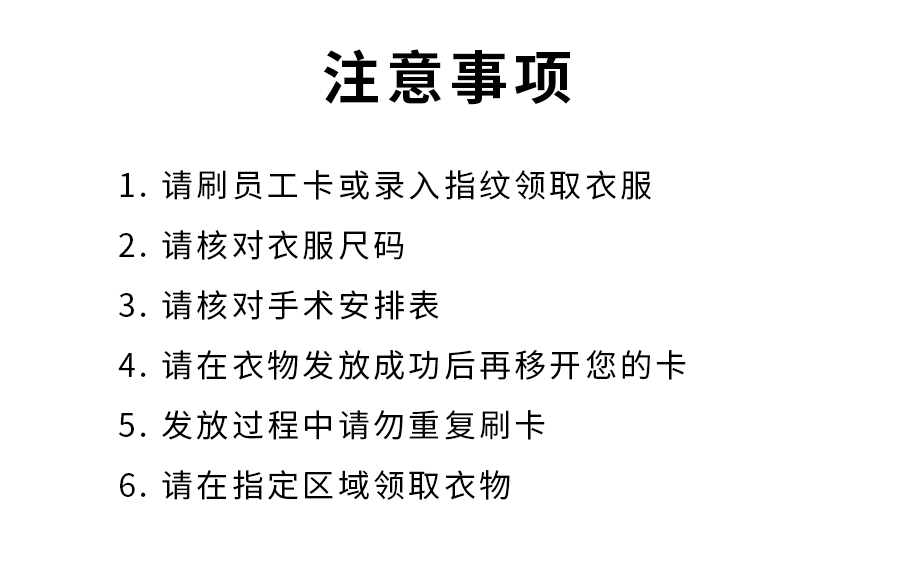 注意事项
1. 请刷员工卡或录入指纹领取衣服
2. 请核对衣服尺码
3. 请核对手术安排表
4. 请在衣物发放成功后再移开您的卡
5. 发放过程中请勿重复刷卡
6. 请在指定区域领取衣物